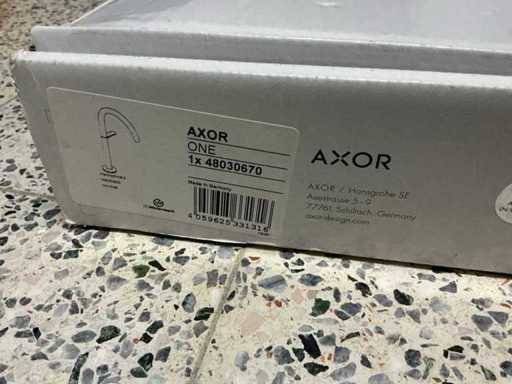 AXOR
ONE
1x 48030670
Made in Germany
4 059625 331316
AXOR
AXOR / Hansgrohe SE
Auestrasse 5 - 9
77761 Schiltach, Germany
axor-design.com